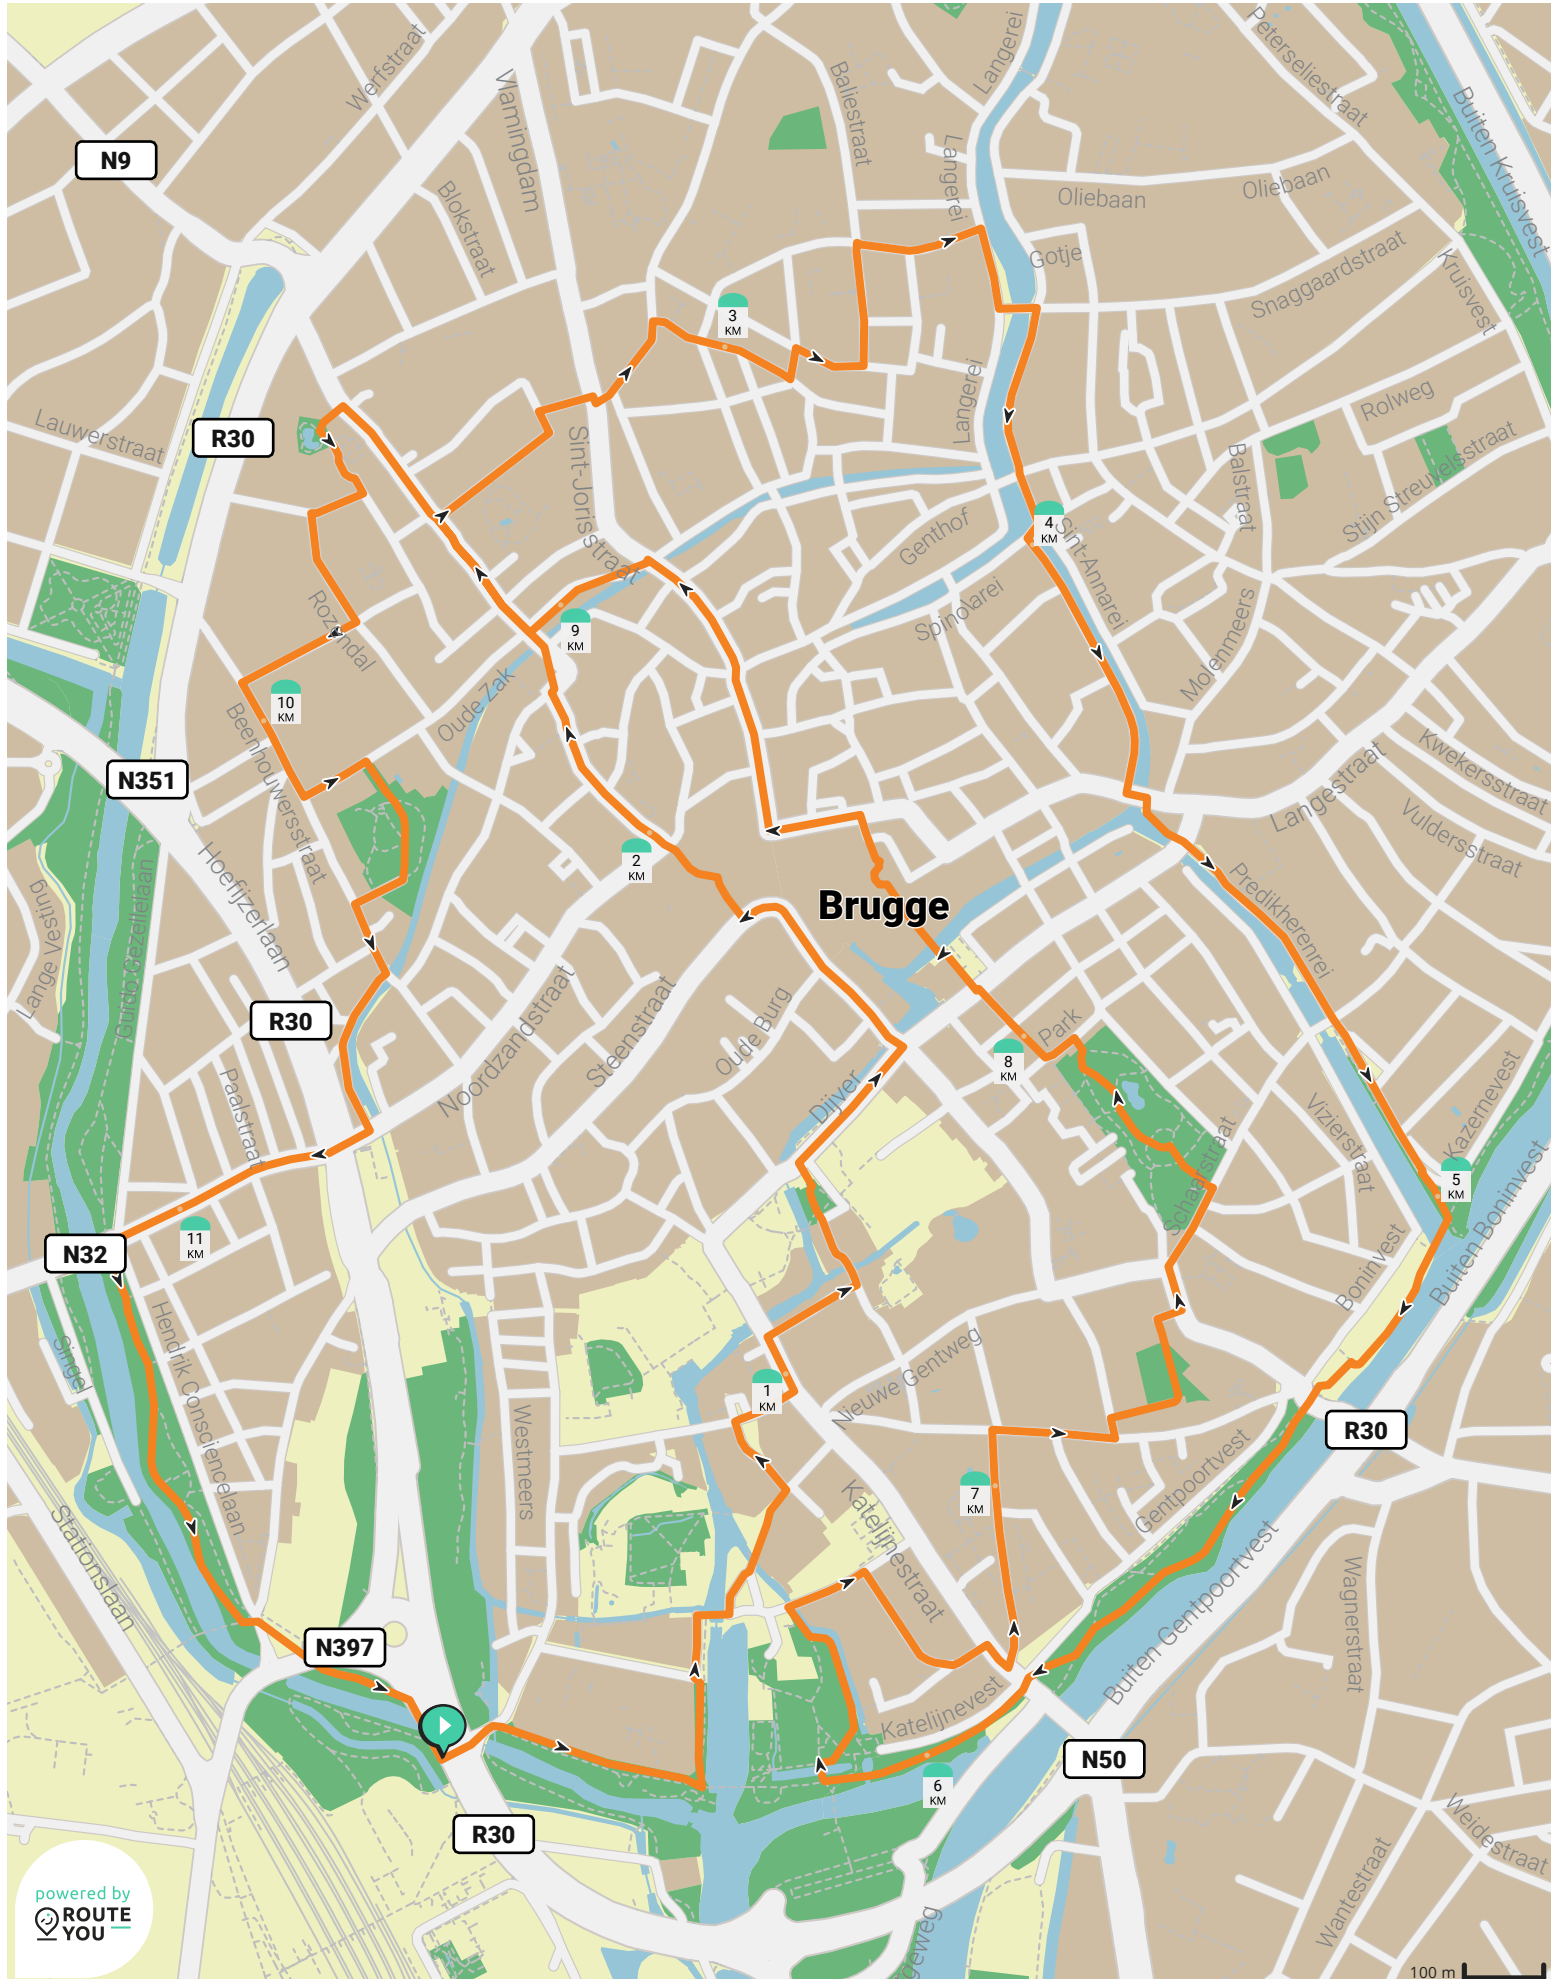 Langerei
Peterseliestraat
Werfstraat
Vlamingdam
Baliestraat
Buiten Kruisvest
N9
Langerei
Oliebaan
Oliebaan
Blokstraat
Gotje
Snaggaardstraat
Kruisvest
3
KM
Langerei
Rolweg
Lauwerstraat
R30
Sint-Jorisstraat
Balstraat
Stijn Streuvelsstraat
4
KM
Genthof
Sint-Annarei
Spinolarei
Rozendal
9
KM
Molenmeers
Oude Zak
10
KM
Beenhouwersstraat
N351
Kwekersstraat
Langestraat
Vuldersstraat
2
KM
Hoefijzerlaan
Brugge
Predikherenrei
Lange Vesting
Guido Gezellelaan
R30
Noordzandstraat
Steenstraat
Oude Burg
Park
8
KM
Dijver
Paalstraat
Vizierstraat
Kazernevest
Schaarstraat
5
KM
11
KM
N32
Boninvest
Buiten Boninvest
Singel
Hendrik Consciencelaan
Nieuwe Gentweg
1
KM
Westmeers
R30
Gentpoortvest
7
KM
Katelijnestraat
Stationslaan
Buiten Gentpoortvest
Wagnerstraat
N397
Katelijnevest
N50
6
KM
R30
Weidestraat
Wantestraat
powered by
ROUTE
YOU
geweg
100 m